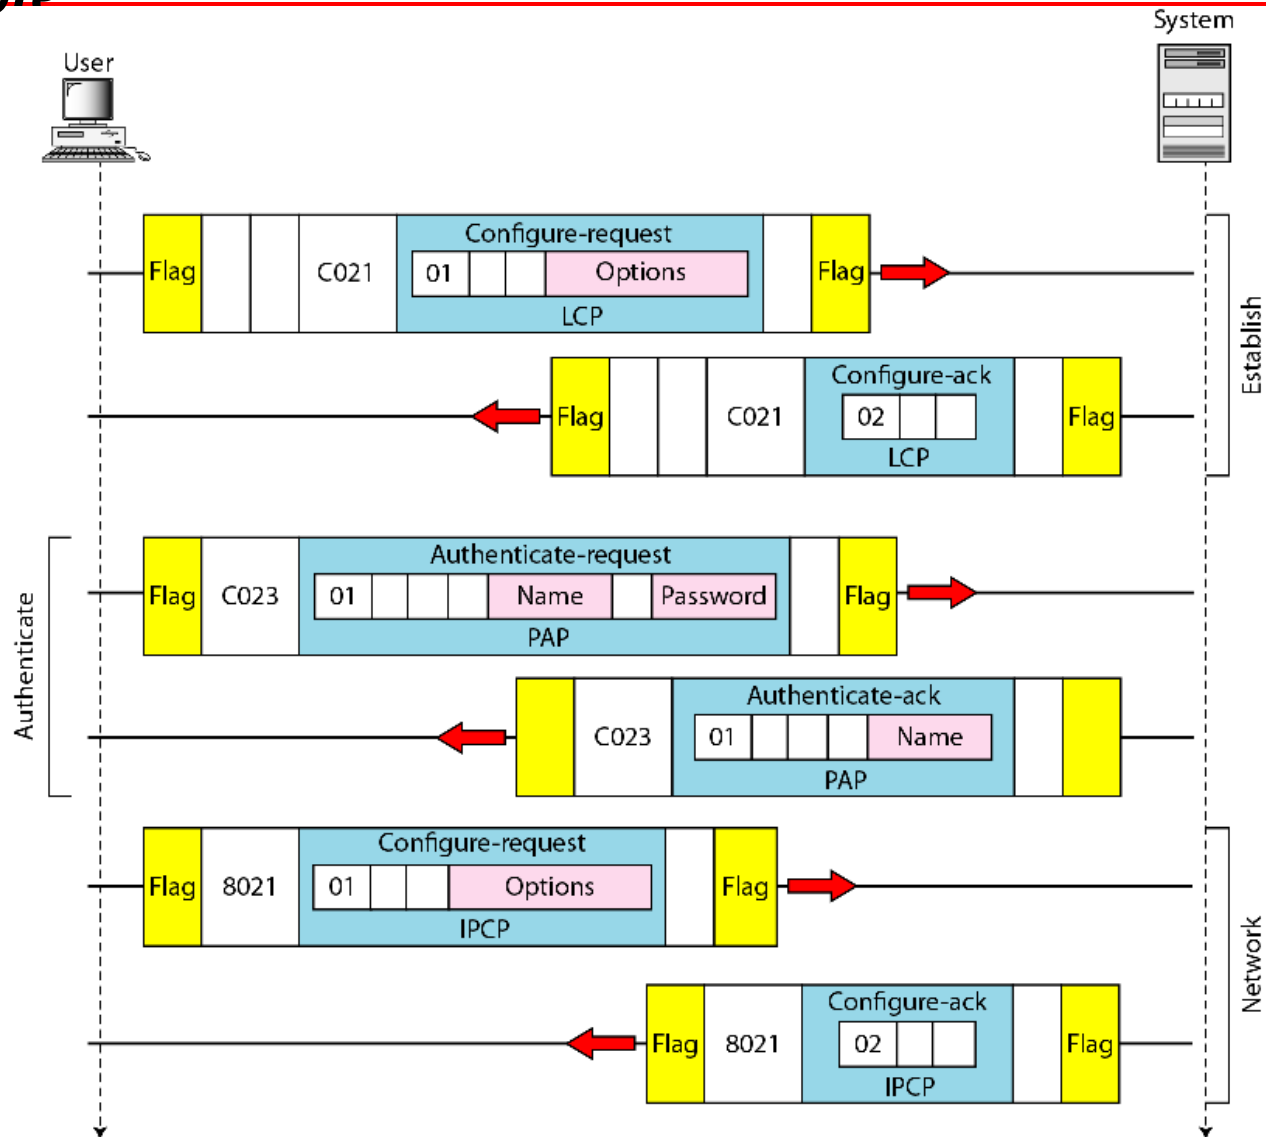 System
User
Configure-request
Flag C021 01 Options Flag
LCP
Configure-ack
Flag C021 02 Flag
LCP
Establish
Authenticate-request
Flag C023 01 Name Password Flag
PAP
Authenticate
Authenticate-ack
C023 01 Name
PAP
Configure-request
Flag 8021 01 Options Flag
IPCP
Configure-ack
Flag 8021 02 Flag
IPCP
Network